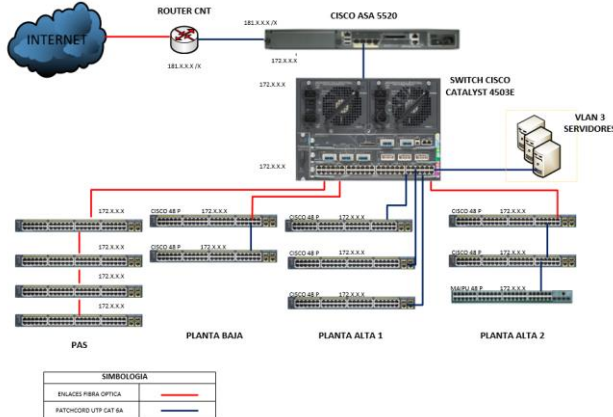 ROUTER CNT
CISCO ASA 5520
181.X.X.X /X
INTERNET
181.X.X.X /X
172.X.X.X
172.X.X.X
SWITCH CISCO
CATALYST 4503E
VLAN 3
SERVIDORES
172.X.X.X
172.X.X.X
CISCO 48 P 172.X.X.X
CISCO 48 P 172.X.X.X
CISCO 48 P 172.X.X.X
172.X.X.X
CISCO 48 P 172.X.X.X
CISCO 48 P 172.X.X.X
CISCO 48 P 172.X.X.X
172.X.X.X
CISCO 48 P 172.X.X.X
MAIPU 48 P 172.X.X.X
172.X.X.X
PAS
PLANTA BAJA
PLANTA ALTA 1
PLANTA ALTA 2
SIMBOLOGIA
ENLACES FIBRA OPTICA
PATCHCORD UTP CAT 6A